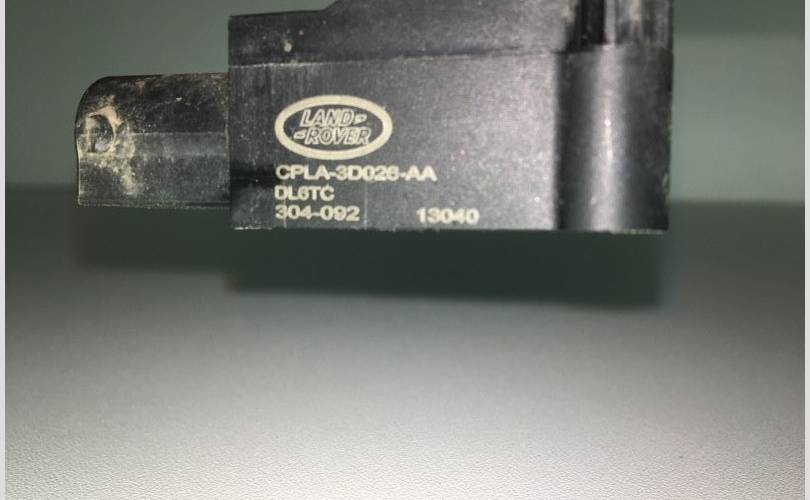 LAND-
-ROVER
CPLA-3D026-AA
DL6TC
304-092 13040